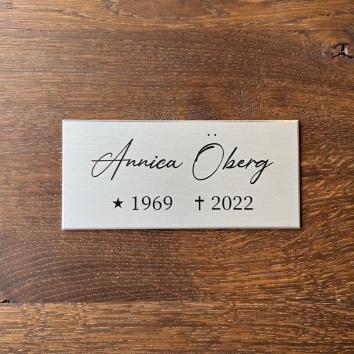 Annica Öberg
★ 1969 ✝ 2022